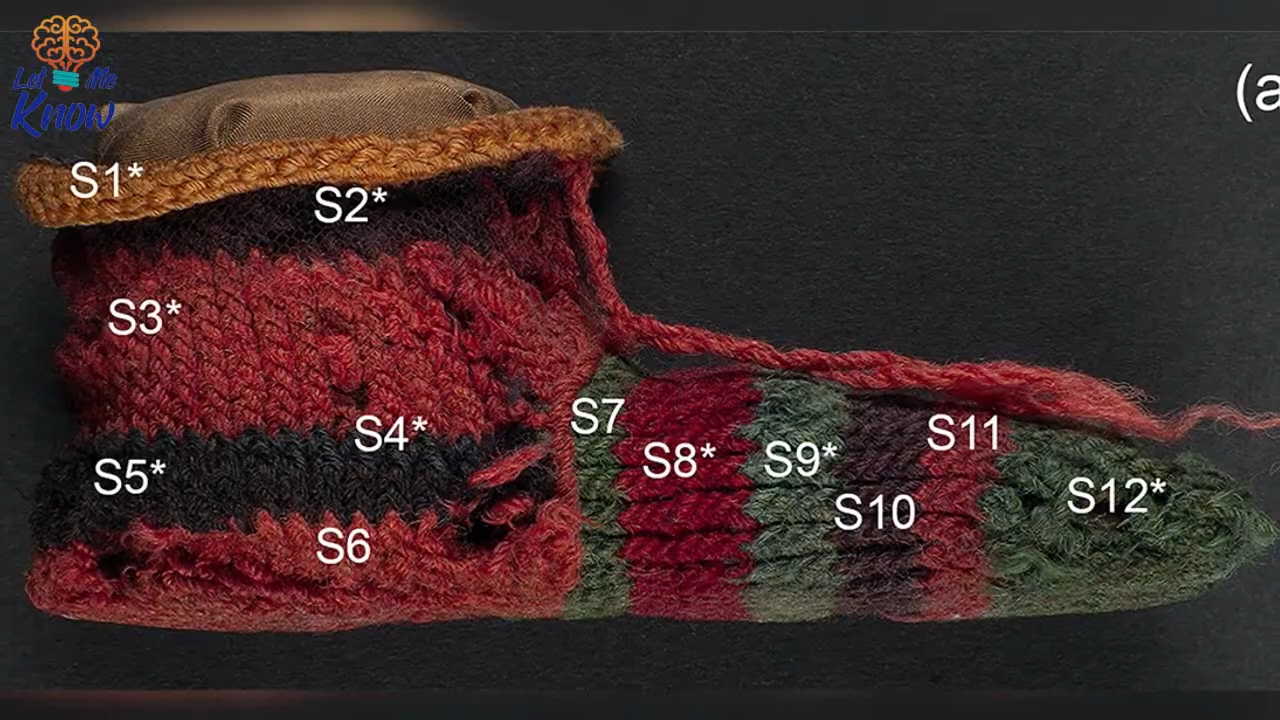 Let Me
Know
(a
S1*
S2*
S3*
S4*
S5*
S6
S7
S8*
S9*
S10
S11
S12*